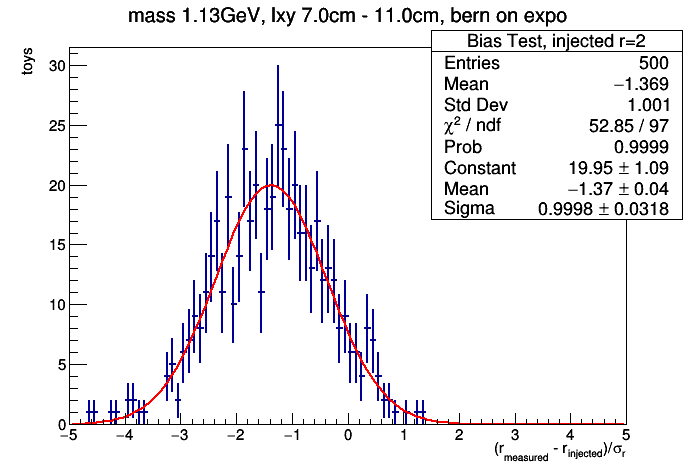 mass 1.13GeV, lxy 7.0cm - 11.0cm, bern on expo
toys
Bias Test, injected r=2
Entries 500
Mean −1.369
Std Dev 1.001
χ² / ndf 52.85 / 97
Prob 0.9999
Constant 19.95 ± 1.09
Mean −1.37 ± 0.04
Sigma 0.9998 ± 0.0318
30
25
20
15
10
5
0
−5 −4 −3 −2 −1 0 1 2 3 4 5
(r_measured - r_injected)/σ_r